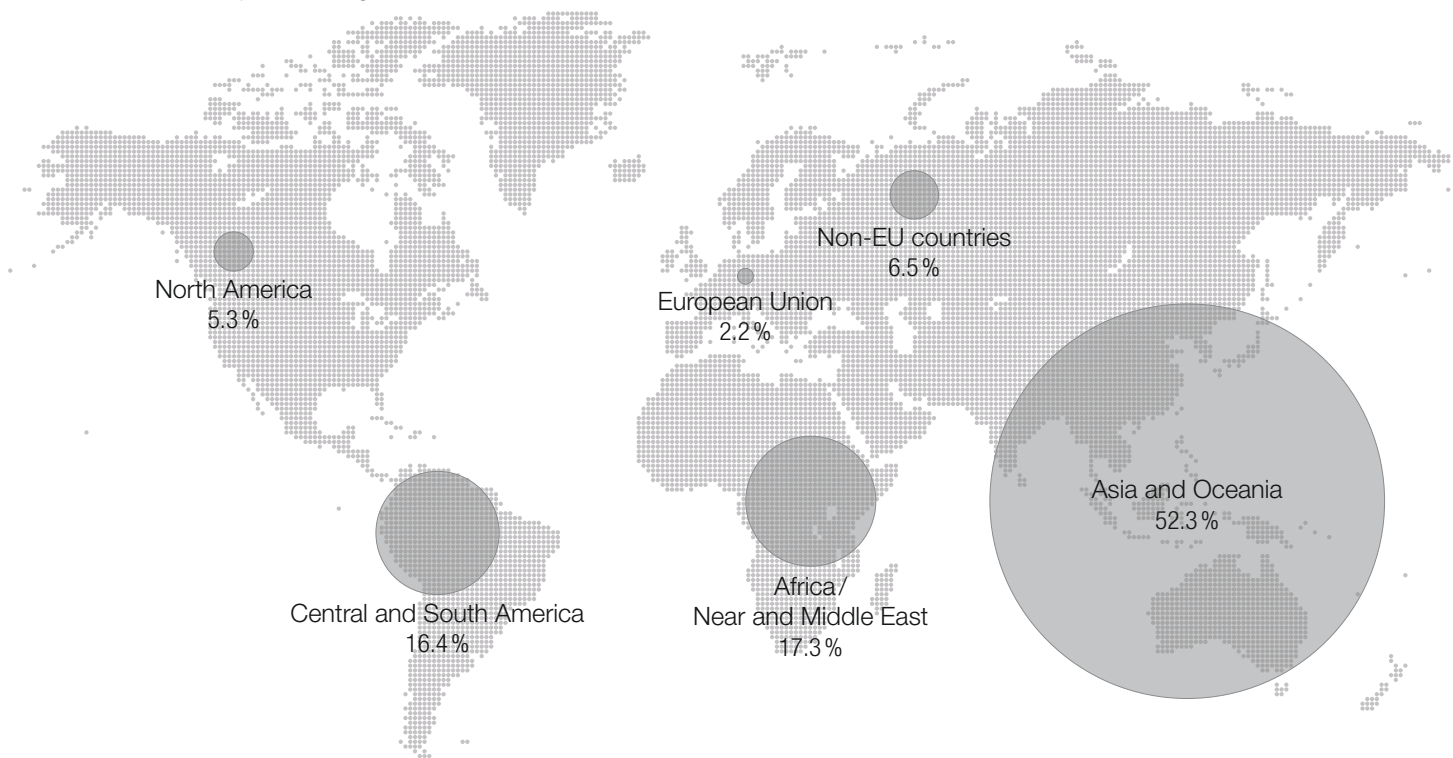 Non-EU countries
6.5 %
North America
5.3 %
European Union
2.2 %
Asia and Oceania
52.3 %
Africa/
Near and Middle East
17.3 %
Central and South America
16.4 %